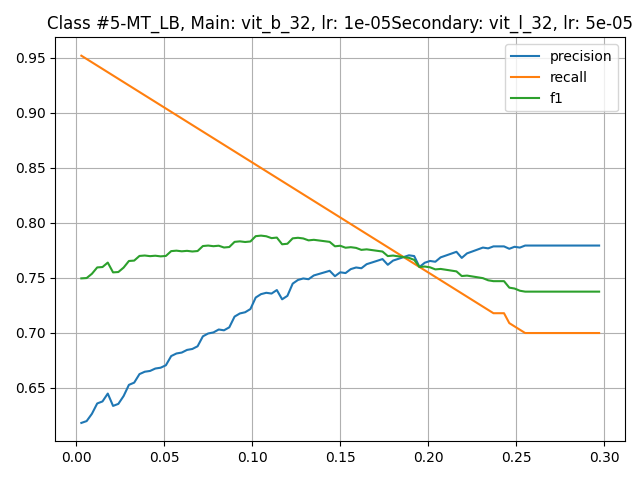 Class #5-MT_LB, Main: vit_b_32, lr: 1e-05Secondary: vit_l_32, lr: 5e-05
precision
recall
f1
0.95
0.90
0.85
0.80
0.75
0.70
0.65
0.00 0.05 0.10 0.15 0.20 0.25 0.30